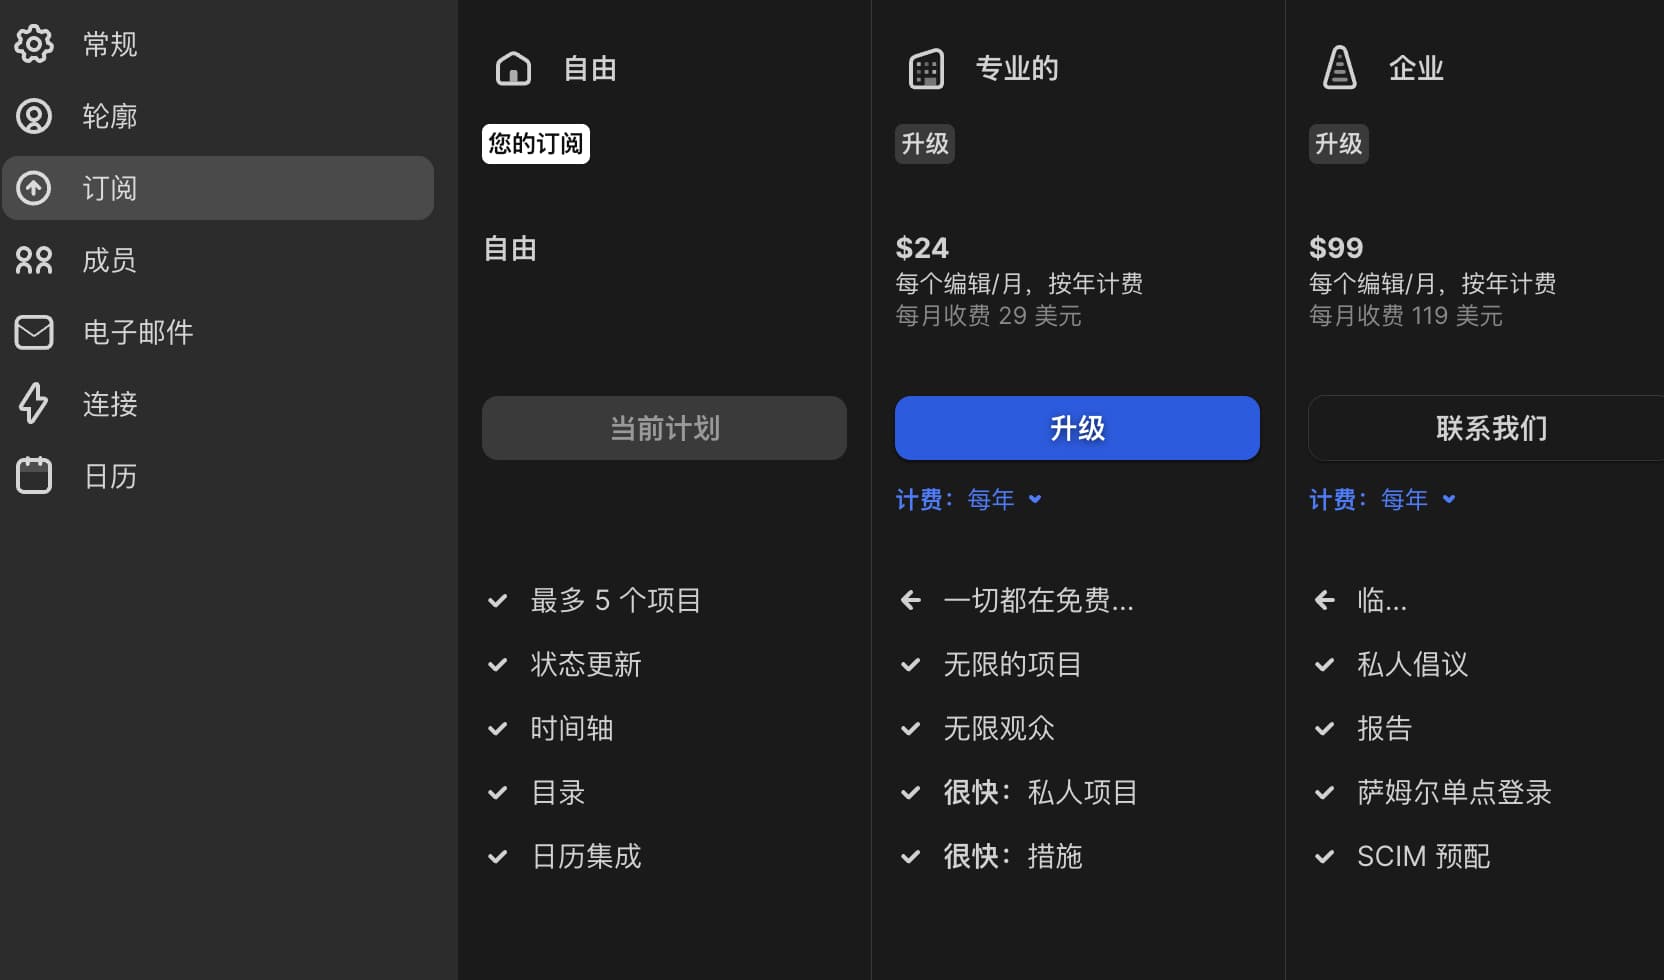 常规
轮廓
订阅
成员
电子邮件
连接
日历
自由
您的订阅
自由
当前计划
最多 5 个项目
状态更新
时间轴
目录
日历集成
专业的
升级
$24
每个编辑/月，按年计费
每月收费 29 美元
升级
计费：每年
一切都在免费...
无限的项目
无限观众
很快：私人项目
很快：措施
企业
升级
$99
每个编辑/月，按年计费
每月收费 119 美元
联系我们
计费：每年
临...
私人倡议
报告
萨姆尔单点登录
SCIM 预配